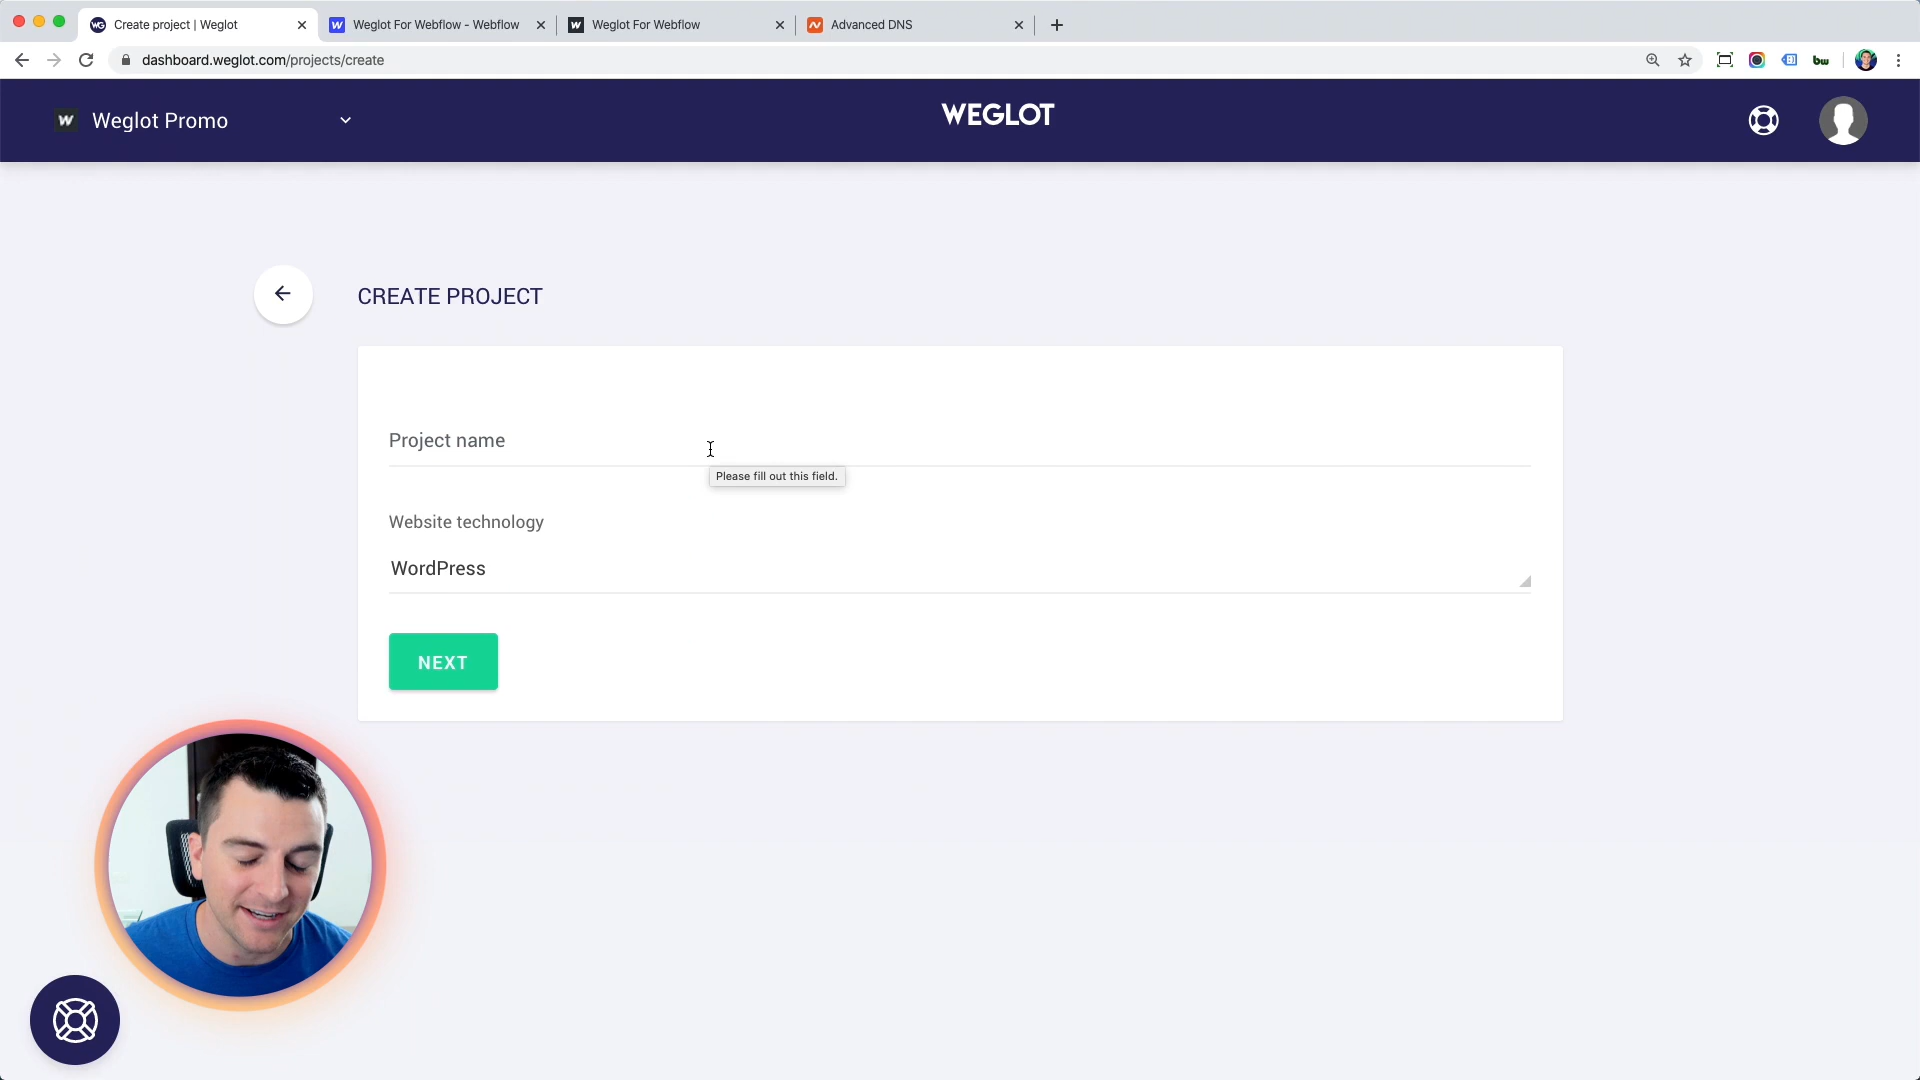 Create project | Weglot
Weglot For Webflow - Webflow
Weglot For Webflow
Advanced DNS
dashboard.weglot.com/projects/create
bw
Weglot Promo
WEGLOT
CREATE PROJECT
Project name
Please fill out this field.
Website technology
WordPress
NEXT